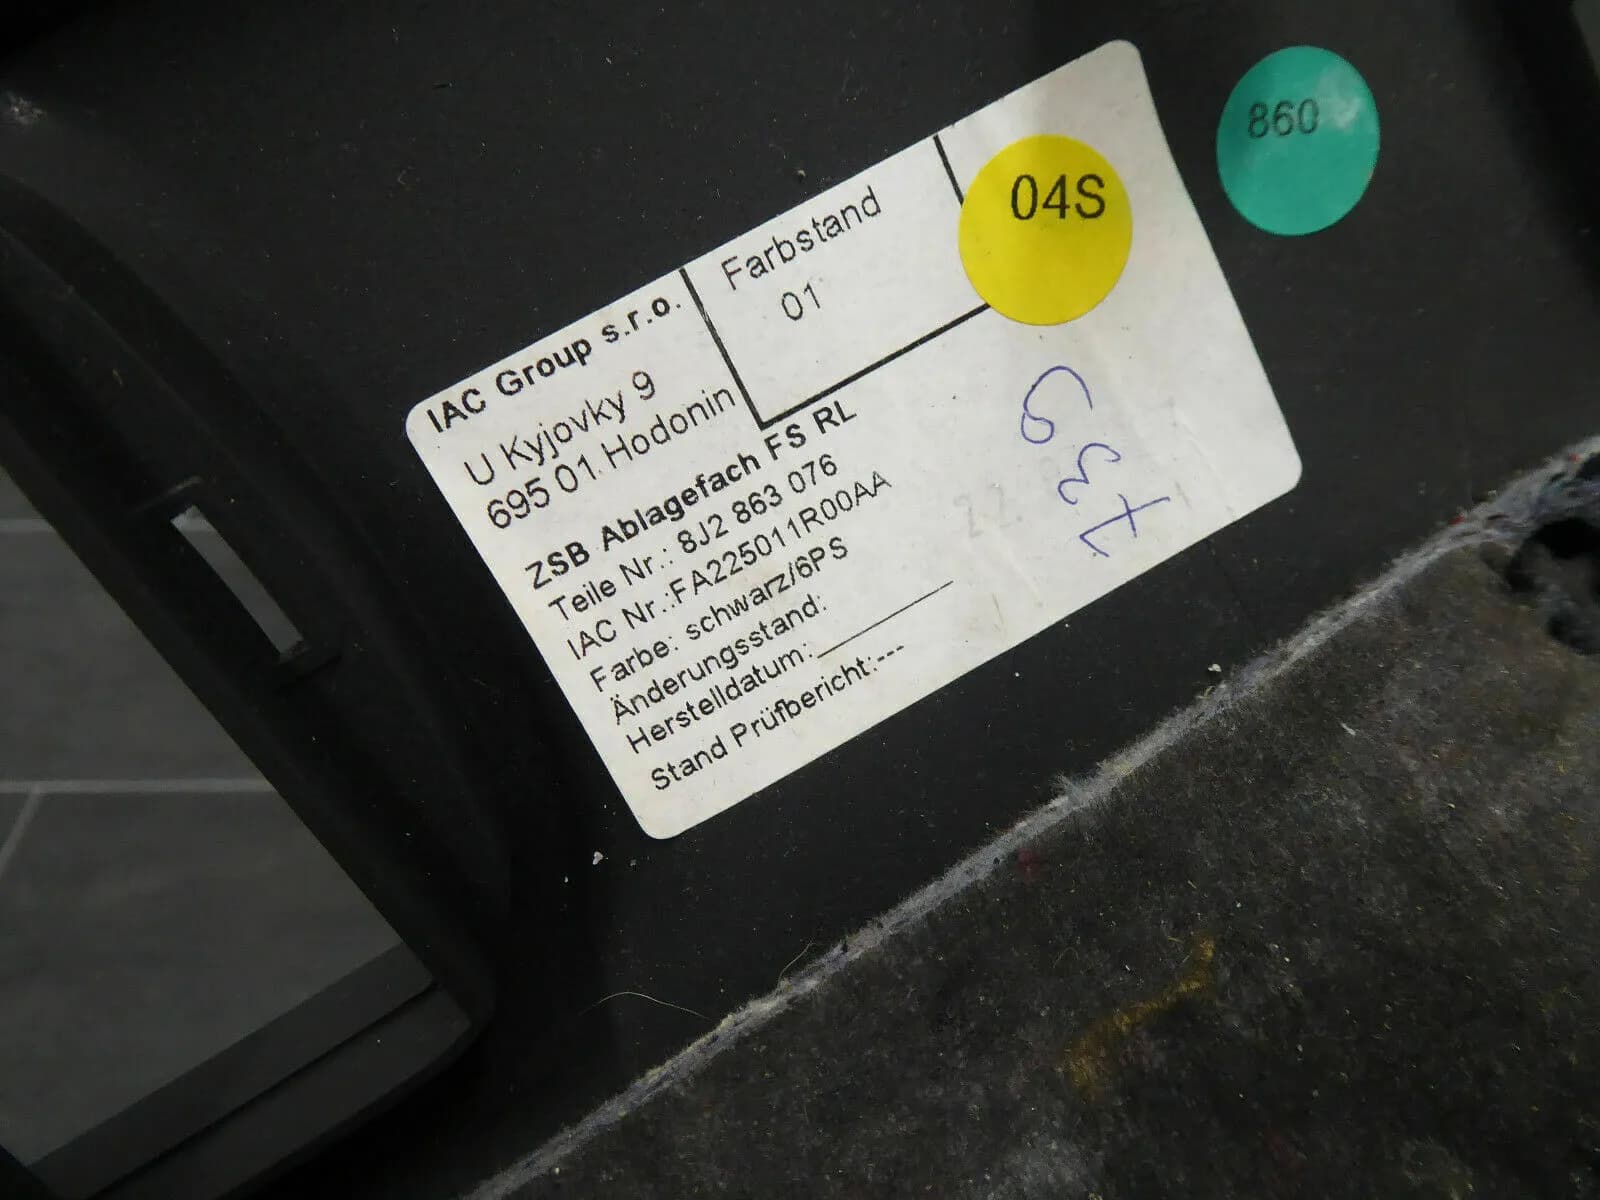 IAC Group s.r.o.
U Kyjovky 9
695 01 Hodonin
Farbstand
01
04S
860
ZSB Ablagefach FS RL
Teile Nr.: 8J2 863 076
IAC Nr.:FA225011R00AA
Farbe: schwarz/6PS
Änderungsstand:
Herstelldatum:
Stand Prüfbericht:---